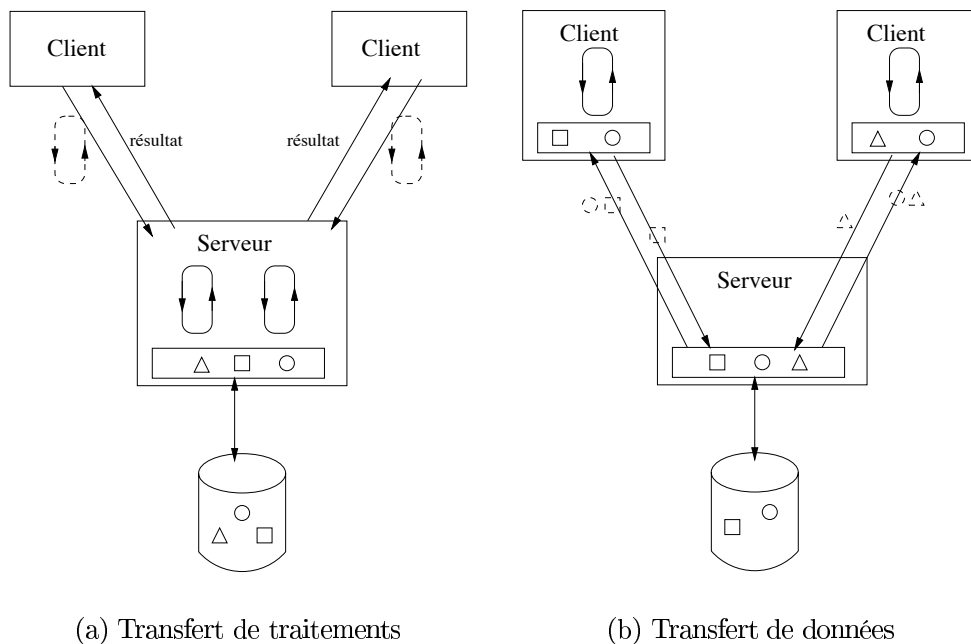 Client
Client
résultat
résultat
Serveur
(a) Transfert de traitements
Client
Client
Serveur
(b) Transfert de données